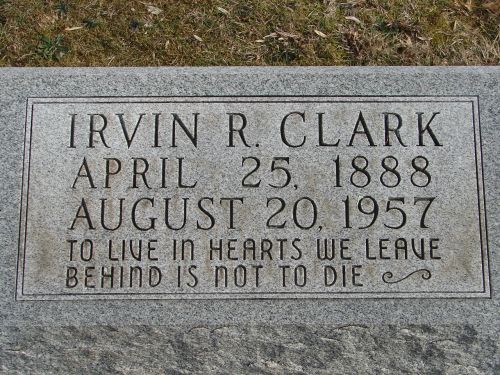 IRVIN R. CLARK
APRIL 25, 1888
AUGUST 20, 1957
TO LIVE IN HEARTS WE LEAVE
BEHIND IS NOT TO DIE